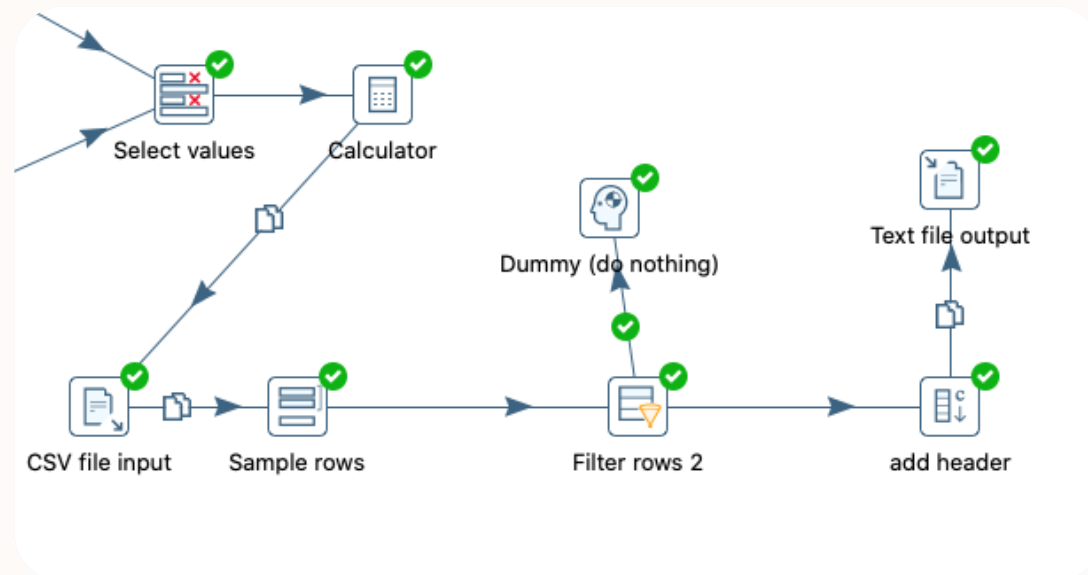 Select values
Calculator
Text file output
Dummy (do nothing)
CSV file input
Sample rows
Filter rows 2
add header
C